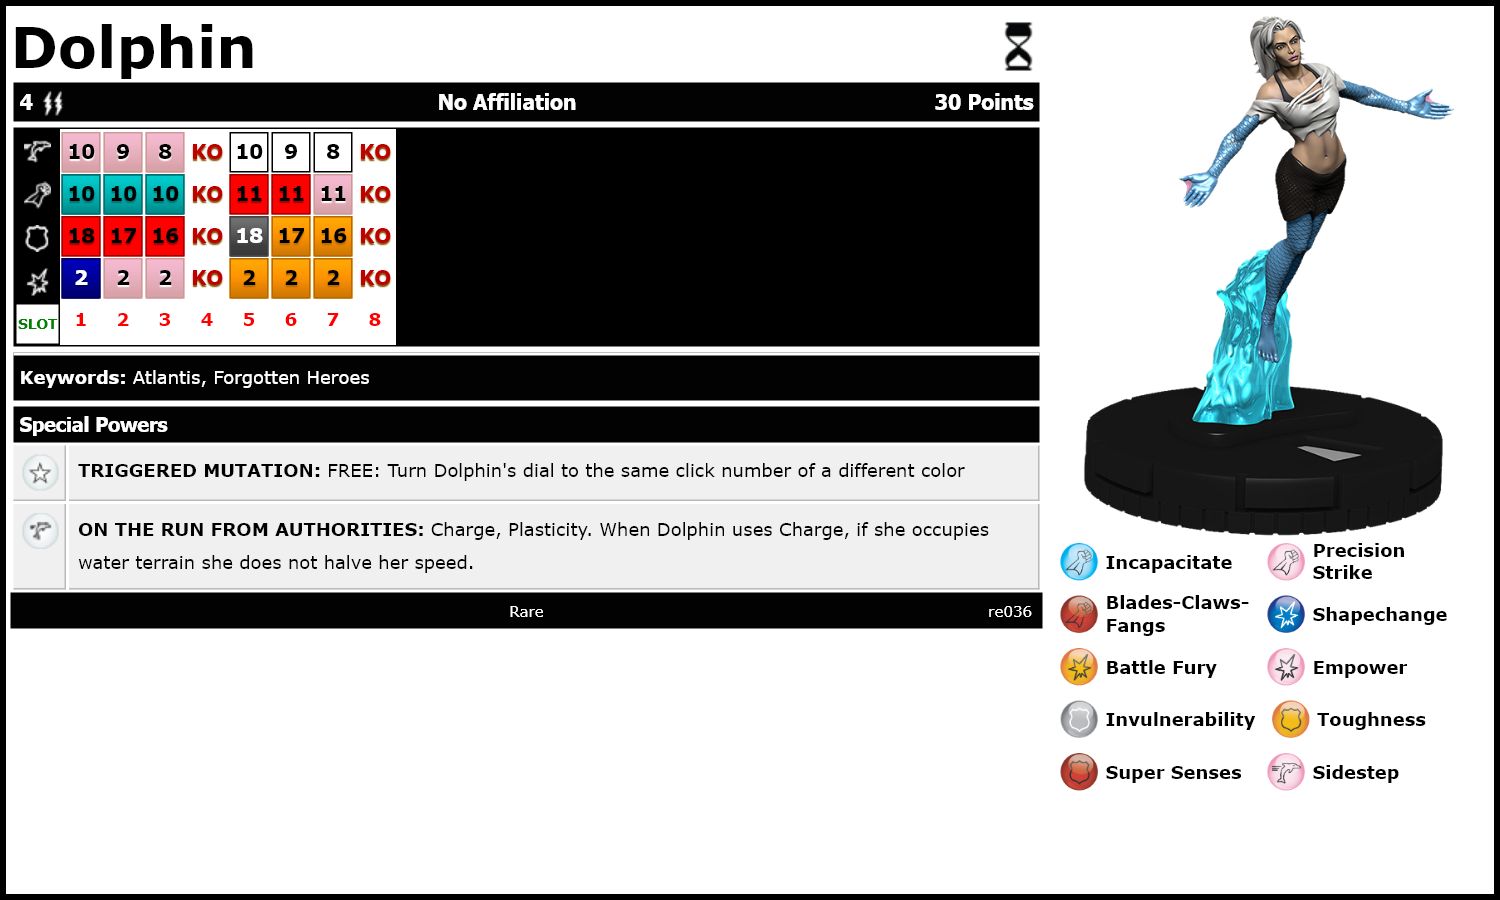 Dolphin
4 No Affiliation 30 Points
10 9 8 KO 10 9 8 KO
10 10 10 KO 11 11 11 KO
18 17 16 KO 18 17 16 KO
2 2 2 KO 2 2 2 KO
SLOT 1 2 3 4 5 6 7 8
Keywords: Atlantis, Forgotten Heroes
Special Powers
TRIGGERED MUTATION: FREE: Turn Dolphin's dial to the same click number of a different color
ON THE RUN FROM AUTHORITIES: Charge, Plasticity. When Dolphin uses Charge, if she occupies
water terrain she does not halve her speed.
Rare re036
Incapacitate
Precision
Strike
Blades-Claws-
Fangs
Shapechange
Battle Fury
Empower
Invulnerability
Toughness
Super Senses
Sidestep